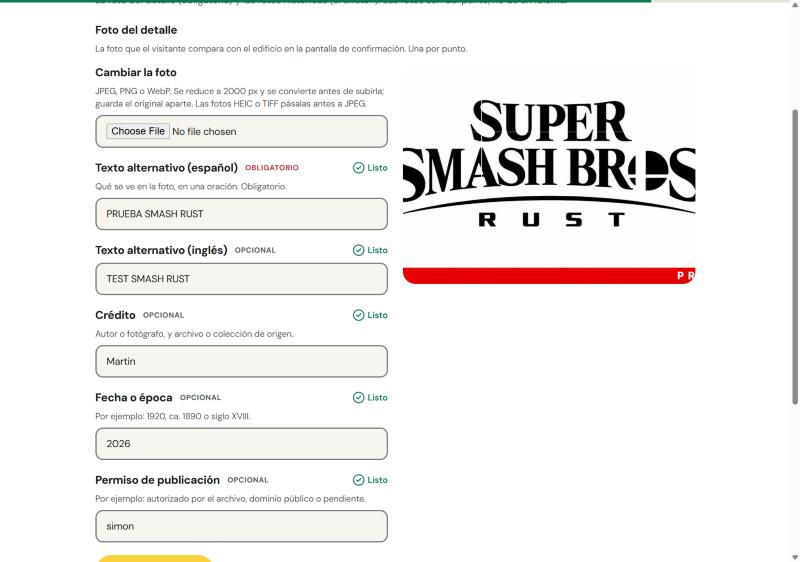 Foto del detalle
La foto que el visitante compara con el edificio en la pantalla de confirmación. Una por punto.
Cambiar la foto
JPEG, PNG o WebP. Se reduce a 2000 px y se convierte antes de subirla;
guarda el original aparte. Las fotos HEIC o TIFF pásalas antes a JPEG.
Choose File No file chosen
Texto alternativo (español) OBLIGATORIO Listo
Qué se ve en la foto, en una oración. Obligatorio.
PRUEBA SMASH RUST
Texto alternativo (inglés) OPCIONAL Listo
TEST SMASH RUST
Crédito OPCIONAL Listo
Autor o fotógrafo, y archivo o colección de origen.
Martin
Fecha o época OPCIONAL Listo
Por ejemplo: 1920, ca. 1890 o siglo XVIII.
2026
Permiso de publicación OPCIONAL Listo
Por ejemplo: autorizado por el archivo, dominio público o pendiente.
simon
SUPER
SMASH BROS
RUST
PR